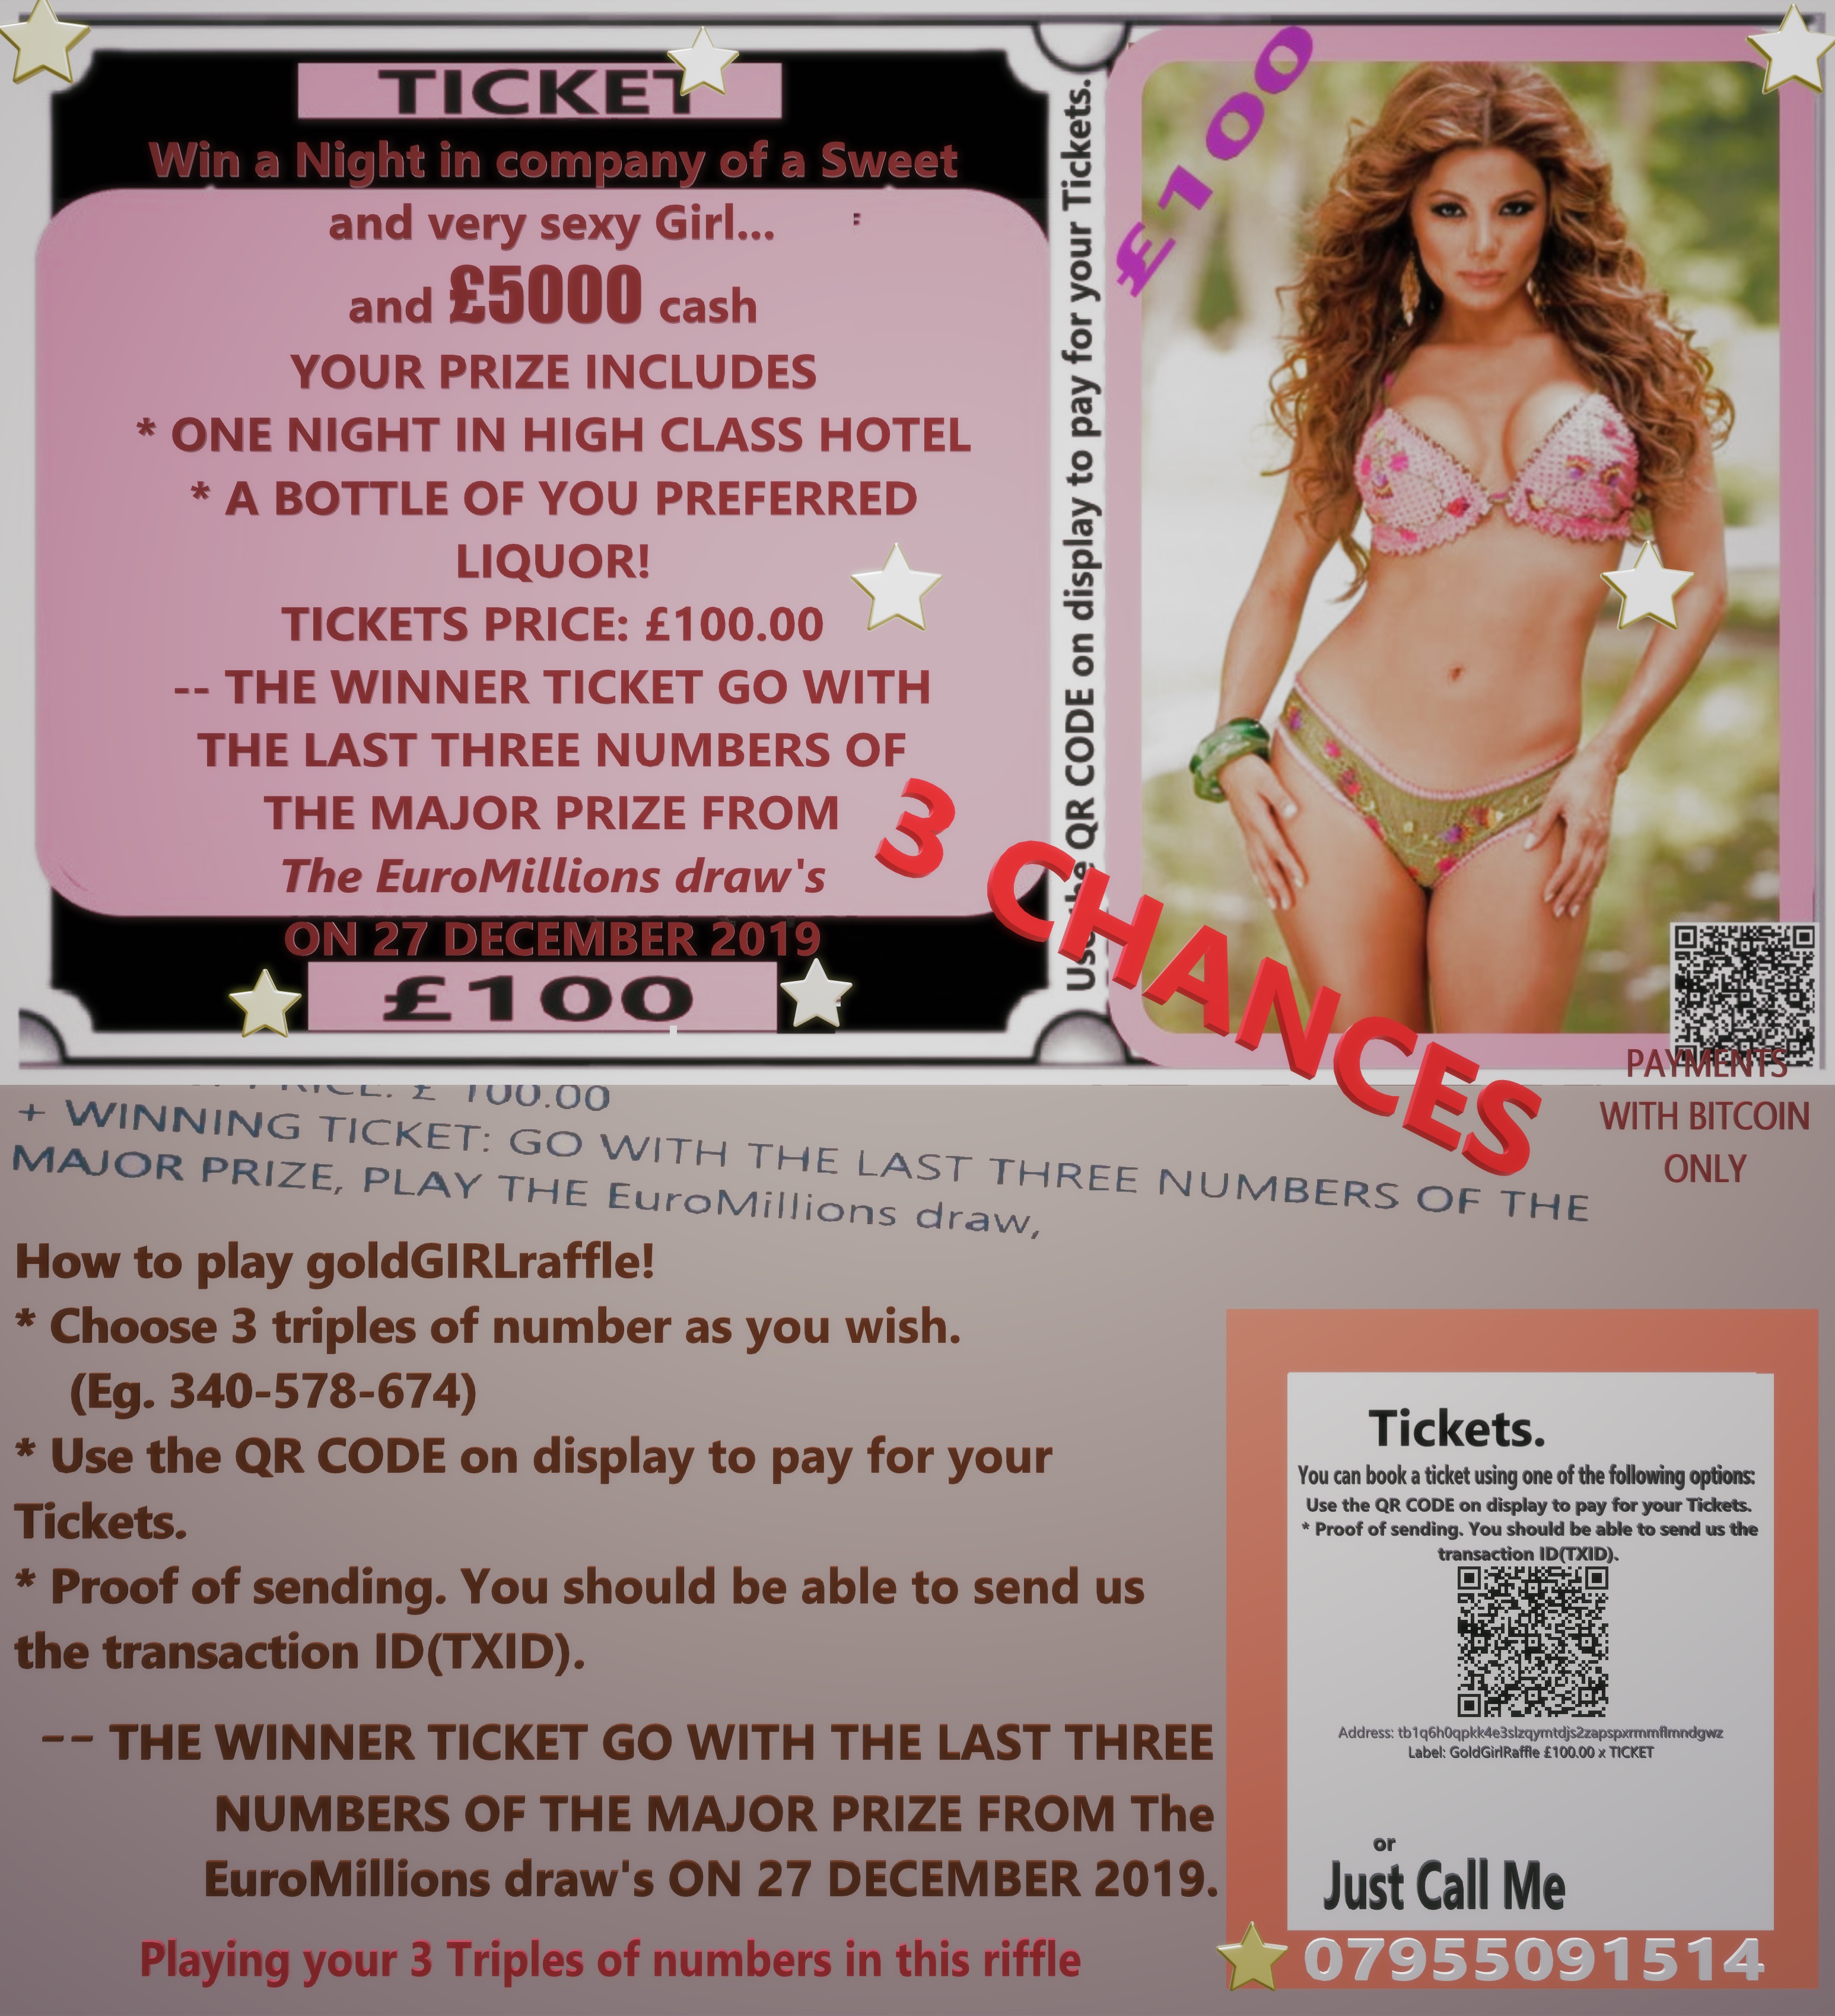 TICKET
Win a Night in company of a Sweet
and very sexy Girl...
and £5000 cash
YOUR PRIZE INCLUDES
* ONE NIGHT IN HIGH CLASS HOTEL
* A BOTTLE OF YOU PREFERRED
LIQUOR!
TICKETS PRICE: £100.00
-- THE WINNER TICKET GO WITH
THE LAST THREE NUMBERS OF
THE MAJOR PRIZE FROM
The EuroMillions draw's
ON 27 DECEMBER 2019
£100
Use the QR CODE on display to pay for your Tickets.
£100
3 CHANCES
PAYMENTS
WITH BITCOIN
ONLY
PRICE: £ 100.00
+ WINNING TICKET: GO WITH THE LAST THREE NUMBERS OF THE
MAJOR PRIZE, PLAY THE EuroMillions draw,
How to play goldGIRLraffle!
* Choose 3 triples of number as you wish.
(Eg. 340-578-674)
* Use the QR CODE on display to pay for your
Tickets.
* Proof of sending. You should be able to send us
the transaction ID(TXID).
-- THE WINNER TICKET GO WITH THE LAST THREE
NUMBERS OF THE MAJOR PRIZE FROM The
EuroMillions draw's ON 27 DECEMBER 2019.
Playing your 3 Triples of numbers in this riffle
Tickets.
You can book a ticket using one of the following options:
Use the QR CODE on display to pay for your Tickets.
* Proof of sending. You should be able to send us the
transaction ID(TXID).
Address:
Label: GoldGirlRaffle £100.00 x TICKET
or
Just Call Me
07955091514